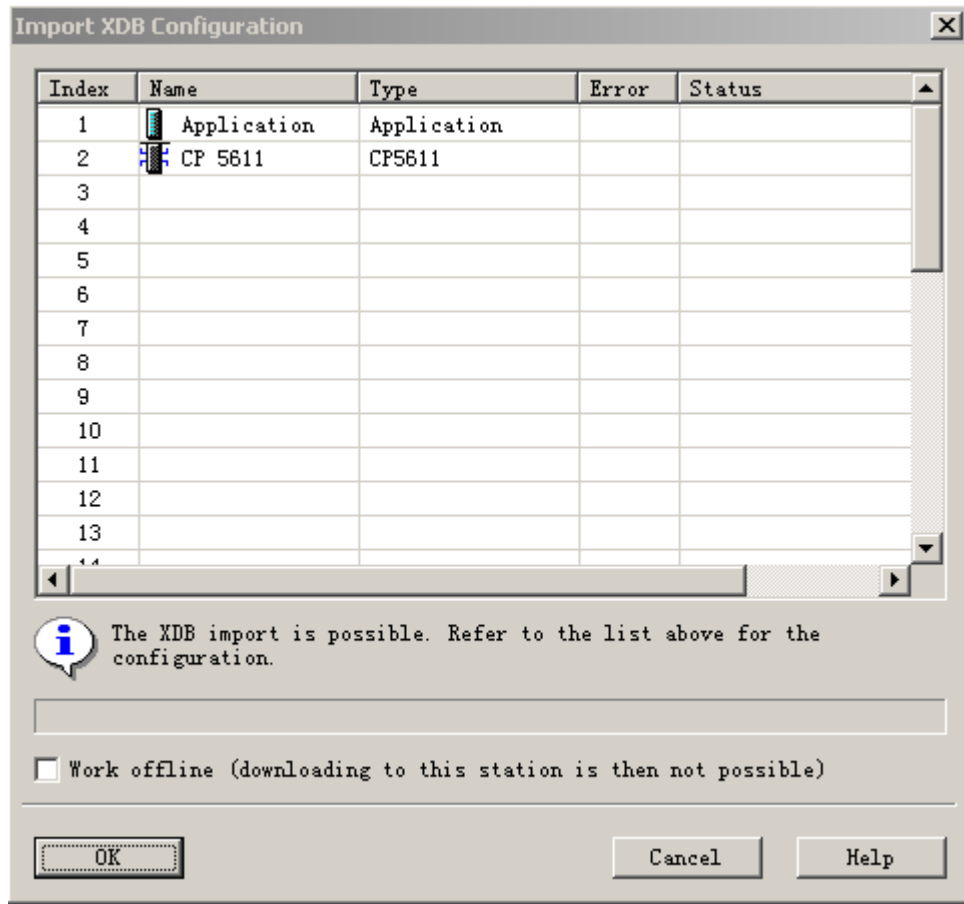 Import XDB Configuration
Index Name Type Error Status
1 Application Application
2 CP 5611 CP5611
3
4
5
6
7
8
9
10
11
12
13
14
The XDB import is possible. Refer to the list above for the
configuration.
Work offline (downloading to this station is then not possible)
OK Cancel Help